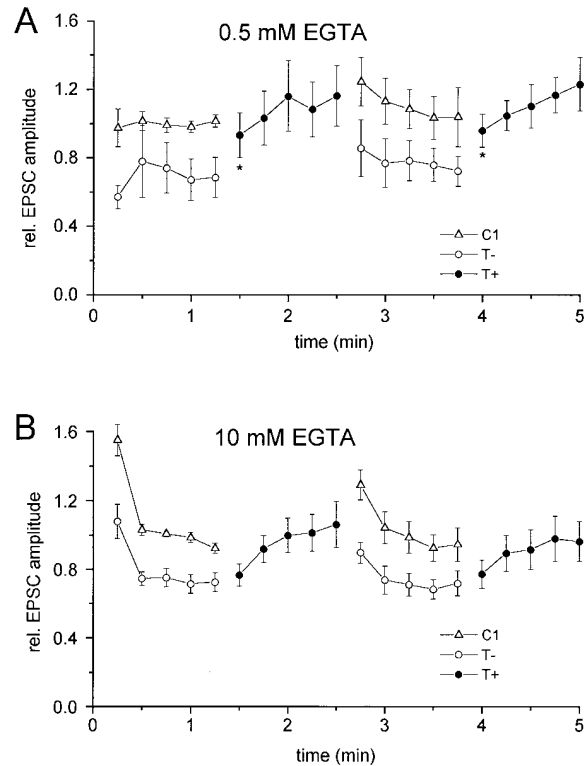 A
0.5 mM EGTA
rel. EPSC amplitude
1.6
1.2
0.8
0.4
0.0
*
*
C1
T-
T+
0 1 2 3 4 5
time (min)
B
10 mM EGTA
rel. EPSC amplitude
1.6
1.2
0.8
0.4
0.0
C1
T-
T+
0 1 2 3 4 5
time (min)